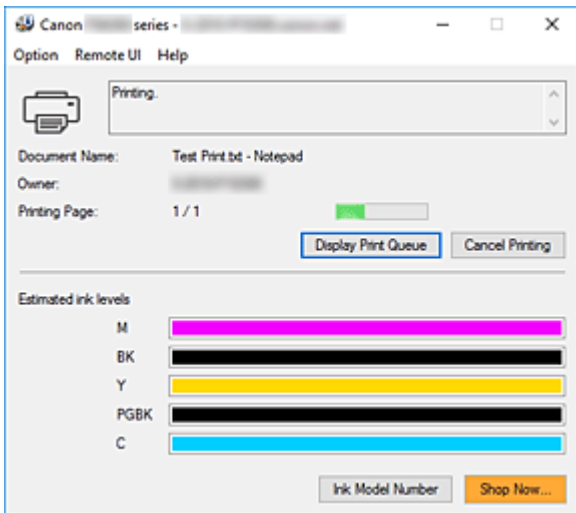 Canon series -
Option Remote UI Help
Printing.
Document Name: Test Print.txt - Notepad
Owner:
Printing Page: 1 / 1
Display Print Queue Cancel Printing
Estimated ink levels
M
BK
Y
PGBK
C
Ink Model Number Shop Now...